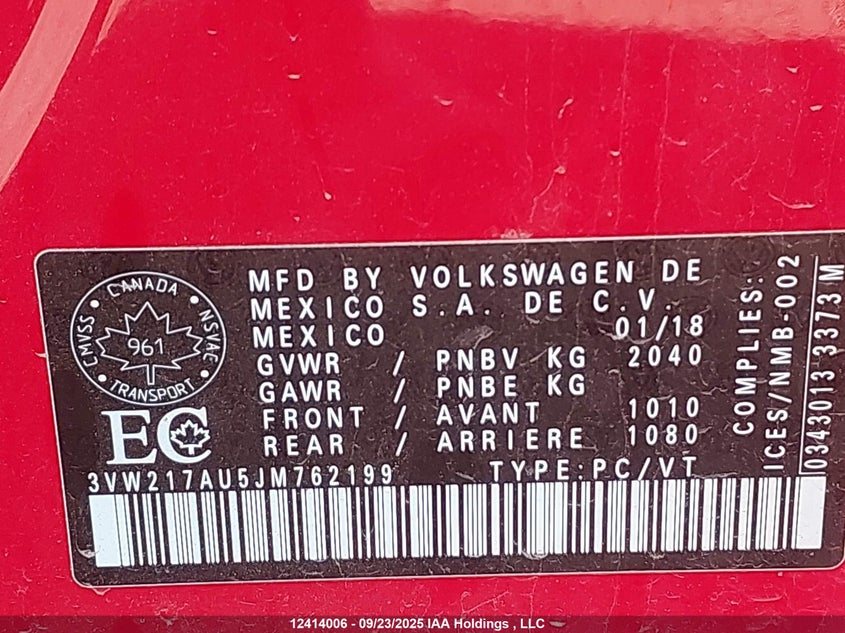 CANADA
CMVSS
NSVAC
961
TRANSPORT
EC
MFD BY VOLKSWAGEN DE
MEXICO S.A. DE C.V.
MEXICO 01/18
GVWR / PNBV KG 2040
GAWR / PNBE KG
FRONT / AVANT 1010
REAR / ARRIERE 1080
3VW217AU5JM762199 TYPE:PC/VT
COMPLIES:
ICES/NMB-002
0343013 3373 M
12414006 - 09/23/2025 IAA Holdings , LLC